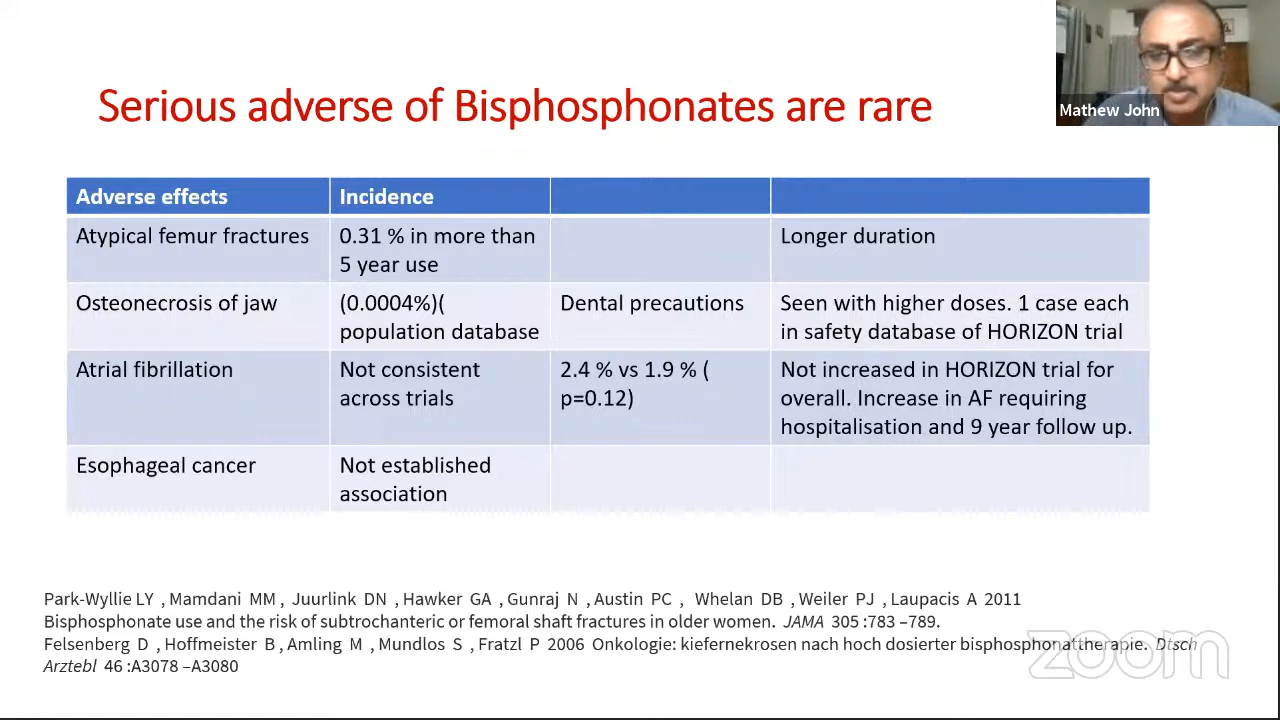 Serious adverse of Bisphosphonates are rare
Mathew John
Adverse effects
Incidence
Atypical femur fractures
0.31 % in more than
5 year use
Longer duration
Osteonecrosis of jaw
(0.0004%)(
population database
Dental precautions
Seen with higher doses. 1 case each
in safety database of HORIZON trial
Atrial fibrillation
Not consistent
across trials
2.4 % vs 1.9 % (
p=0.12)
Not increased in HORIZON trial for
overall. Increase in AF requiring
hospitalisation and 9 year follow up.
Esophageal cancer
Not established
association
Park-Wyllie LY , Mamdani MM , Juurlink DN , Hawker GA , Gunraj N , Austin PC , Whelan DB , Weiler PJ , Laupacis A 2011
Bisphosphonate use and the risk of subtrochanteric or femoral shaft fractures in older women. JAMA 305 :783 –789.
Felsenberg D , Hoffmeister B , Amling M , Mundlos S , Fratzl P 2006 Onkologie: kiefernekrosen nach hoch dosierter bisphosphonattherapie. Dtsch
Arztebl 46 :A3078 –A3080
zoom